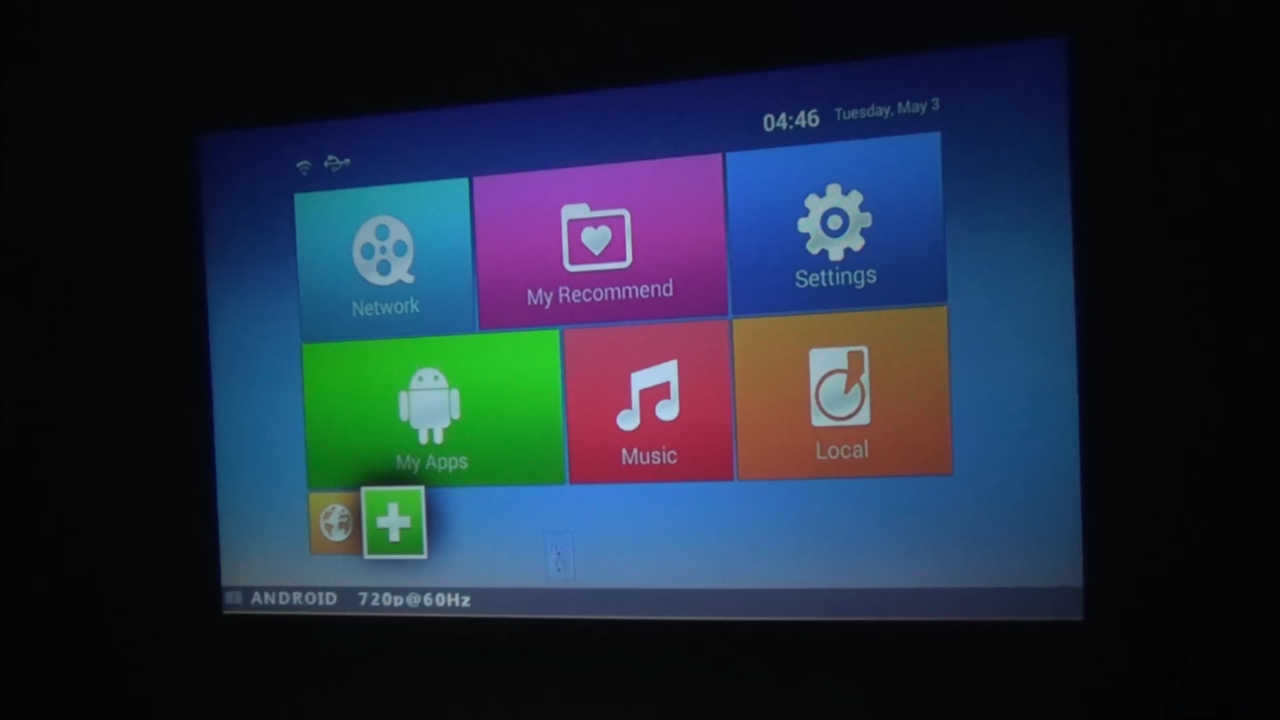 04:46 Tuesday, May 3
Network
My Recommend
Settings
My Apps
Music
Local
ANDROID 720p@60Hz